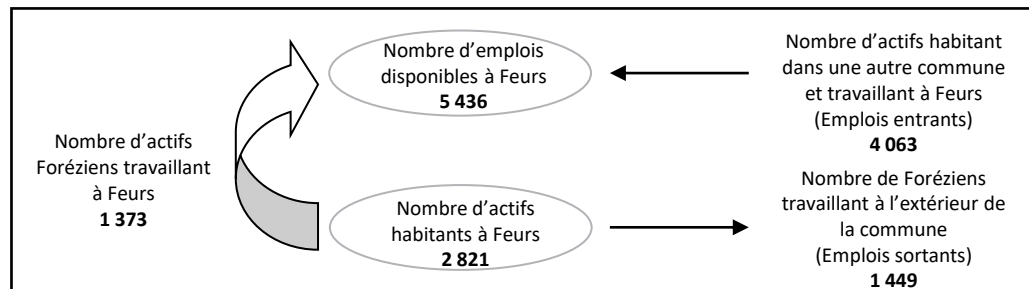 Nombre d’emplois
disponibles à Feurs
5 436
Nombre d’actifs habitant
dans une autre commune
et travaillant à Feurs
(Emplois entrants)
4 063
Nombre d’actifs
Foréziens travaillant
à Feurs
1 373
Nombre d’actifs
habitants à Feurs
2 821
Nombre de Foréziens
travaillant à l’extérieur de
la commune
(Emplois sortants)
1 449